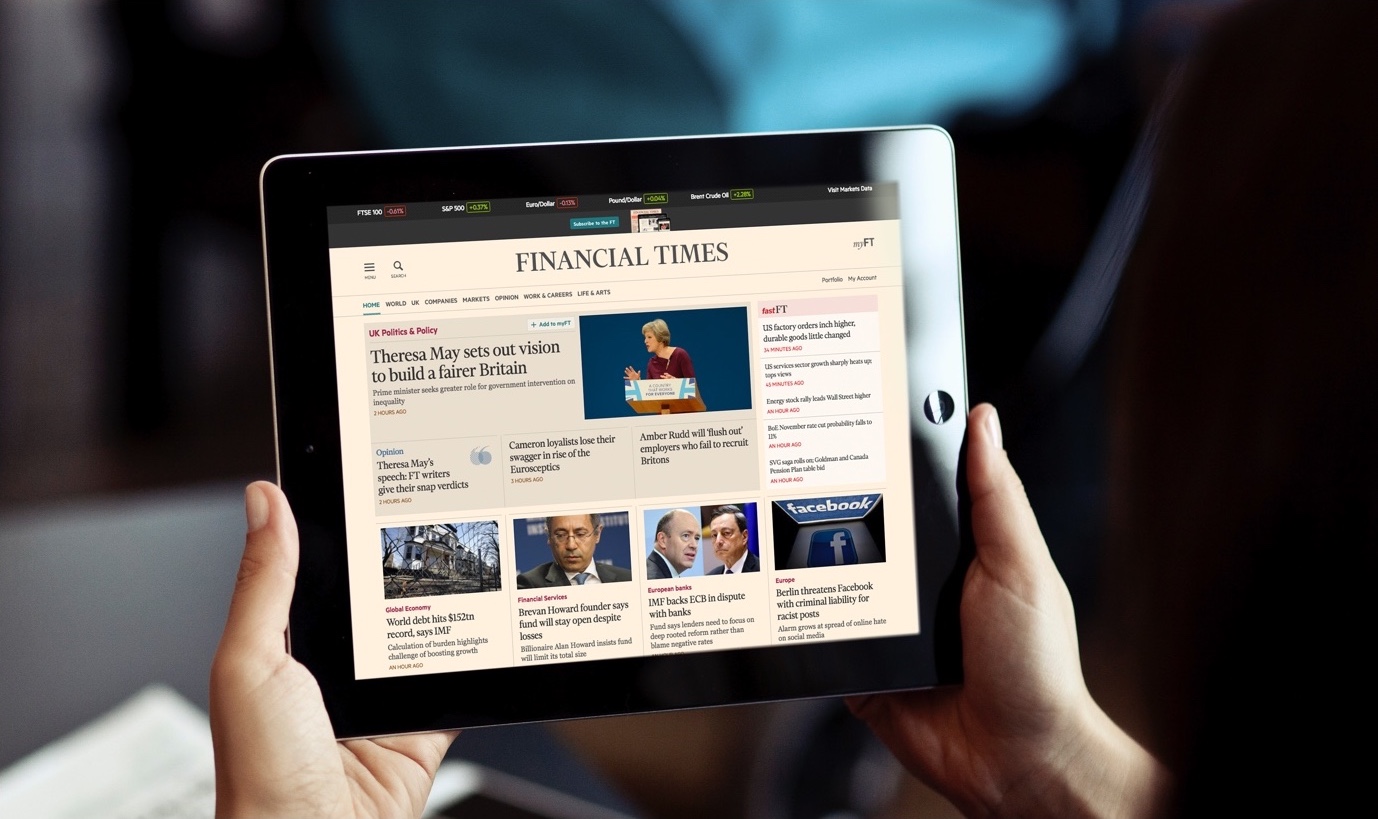 FTSE 100 -0.61% S&P 500 +0.37% Euro/Dollar -0.13% Pound/Dollar +0.04% Brent Crude Oil +2.28% Visit Markets Data
Subscribe to the FT
MENU SEARCH
FINANCIAL TIMES
myFT
Portfolio My Account
HOME WORLD UK COMPANIES MARKETS OPINION WORK & CAREERS LIFE & ARTS
UK Politics & Policy
+ Add to myFT
Theresa May sets out vision
to build a fairer Britain
Prime minister seeks greater role for government intervention on
inequality
2 HOURS AGO
A COUNTRY
THAT WORKS
FOR EVERYONE
Opinion
Theresa May's
speech: FT writers
give their snap verdicts
2 HOURS AGO
Cameron loyalists lose their
swagger in rise of the
Eurosceptics
3 HOURS AGO
Amber Rudd will 'flush out'
employers who fail to recruit
Britons
fastFT
US factory orders inch higher,
durable goods little changed
34 MINUTES AGO
US services sector growth sharply heats up;
tops views
45 MINUTES AGO
Energy stock rally leads Wall Street higher
AN HOUR AGO
BoE November rate cut probability falls to
11%
AN HOUR AGO
SVG saga rolls on; Goldman and Canada
Pension Plan table bid
AN HOUR AGO
Global Economy
World debt hits $152tn
record, says IMF
Calculation of burden highlights
challenge of boosting growth
AN HOUR AGO
Financial Services
Brevan Howard founder says
fund will stay open despite
losses
Billionaire Alan Howard insists fund
will limit its total size
European banks
IMF backs ECB in dispute
with banks
Fund says lenders need to focus on
deep rooted reform rather than
blame negative rates
facebook
f
Europe
Berlin threatens Facebook
with criminal liability for
racist posts
Alarm grows at spread of online hate
on social media